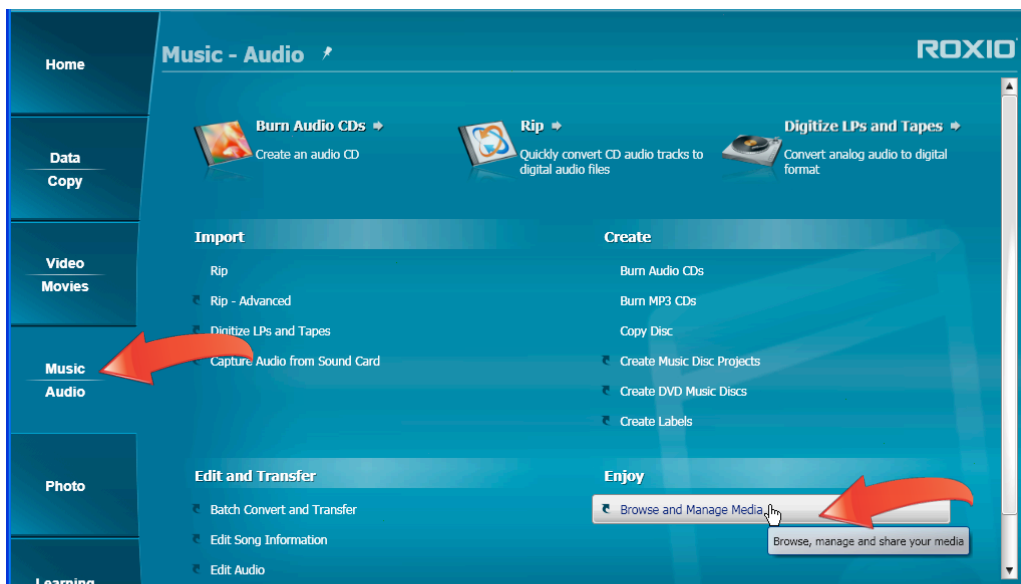 Home
Data
Copy
Video
Movies
Music
Audio
Photo
Learning
Music - Audio
ROXIO
Burn Audio CDs
Create an audio CD
Rip
Quickly convert CD audio tracks to
digital audio files
Digitize LPs and Tapes
Convert analog audio to digital
format
Import
Rip
Rip - Advanced
Digitize LPs and Tapes
Capture Audio from Sound Card
Create
Burn Audio CDs
Burn MP3 CDs
Copy Disc
Create Music Disc Projects
Create DVD Music Discs
Create Labels
Edit and Transfer
Batch Convert and Transfer
Edit Song Information
Edit Audio
Enjoy
Browse and Manage Media
Browse, manage and share your media